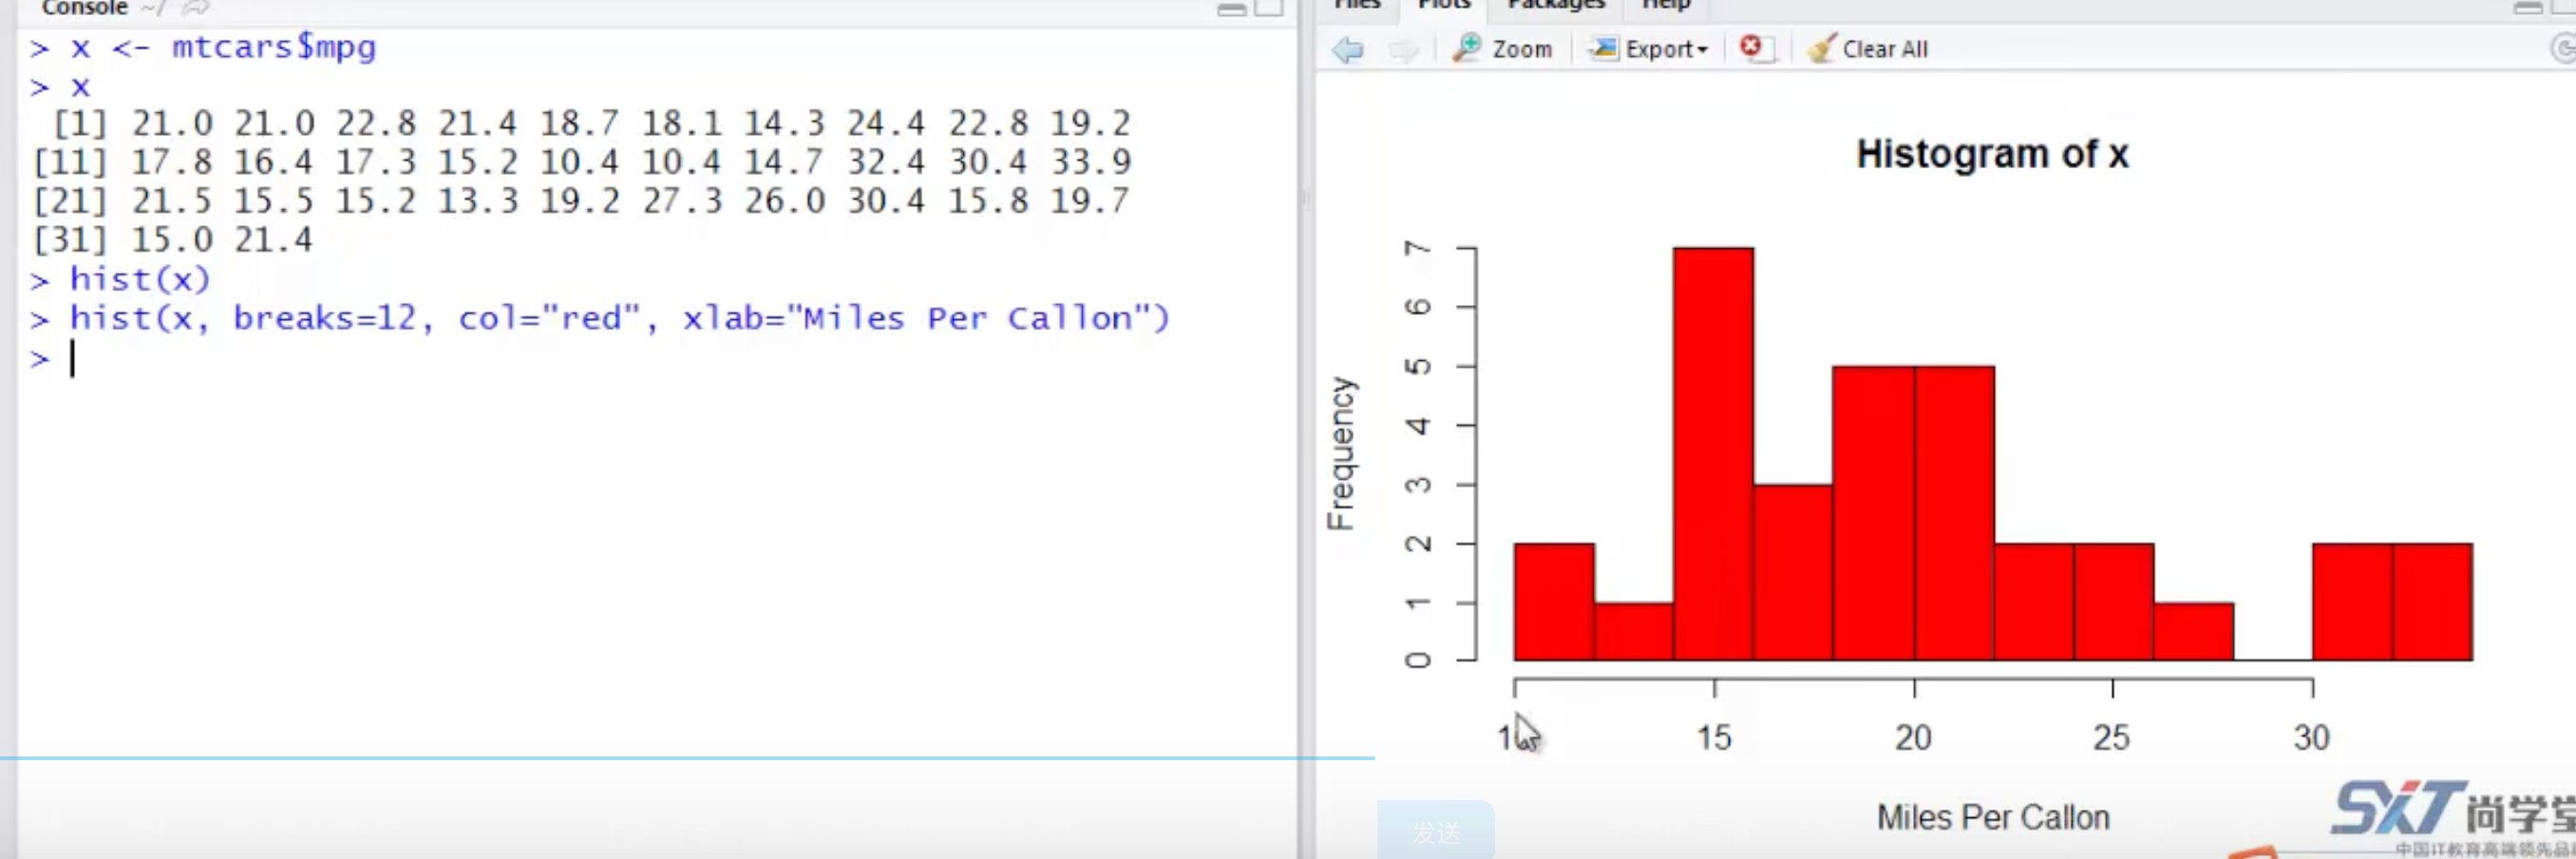 Console ~/
> x <- mtcars$mpg
> x
[1] 21.0 21.0 22.8 21.4 18.7 18.1 14.3 24.4 22.8 19.2
[11] 17.8 16.4 17.3 15.2 10.4 10.4 14.7 32.4 30.4 33.9
[21] 21.5 15.5 15.2 13.3 19.2 27.3 26.0 30.4 15.8 19.7
[31] 15.0 21.4
> hist(x)
> hist(x, breaks=12, col="red", xlab="Miles Per Callon")
>
Files Plots Packages Help
Zoom Export Clear All
Histogram of x
Frequency
7
6
5
4
3
2
1
0
15 20 25 30
Miles Per Callon
发送
SXT 尚学堂
中国IT教育高端领先品